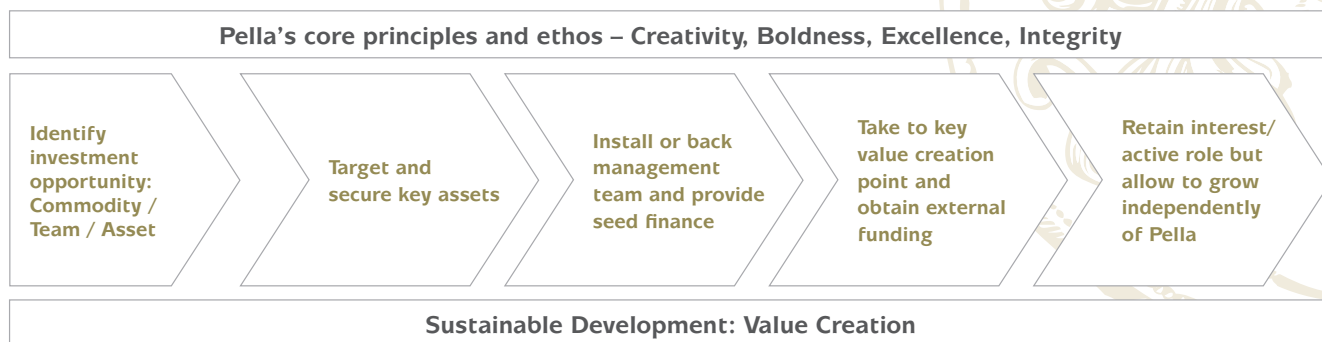 Pella’s core principles and ethos – Creativity, Boldness, Excellence, Integrity
Identify
investment
opportunity:
Commodity /
Team / Asset
Target and
secure key assets
Install or back
management
team and provide
seed finance
Take to key
value creation
point and
obtain external
funding
Retain interest/
active role but
allow to grow
independently
of Pella
Sustainable Development: Value Creation